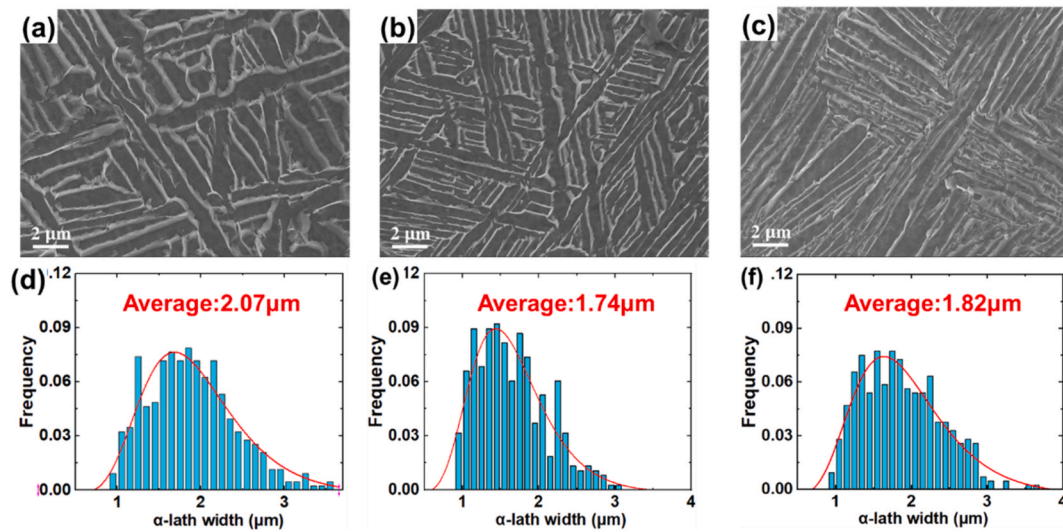 (a)
(b)
(c)
2 μm
2 μm
2 μm
(d)
.12
Average:2.07μm
0.09
0.06
0.03
0.00
Frequency
1
2
3
α-lath width (μm)
(e)
.12
Average:1.74μm
0.09
0.06
0.03
0.00
Frequency
1
2
3
4
α-lath width (μm)
(f)
.12
Average:1.82μm
0.09
0.06
0.03
0.00
Frequency
1
2
3
4
α-lath width (μm)